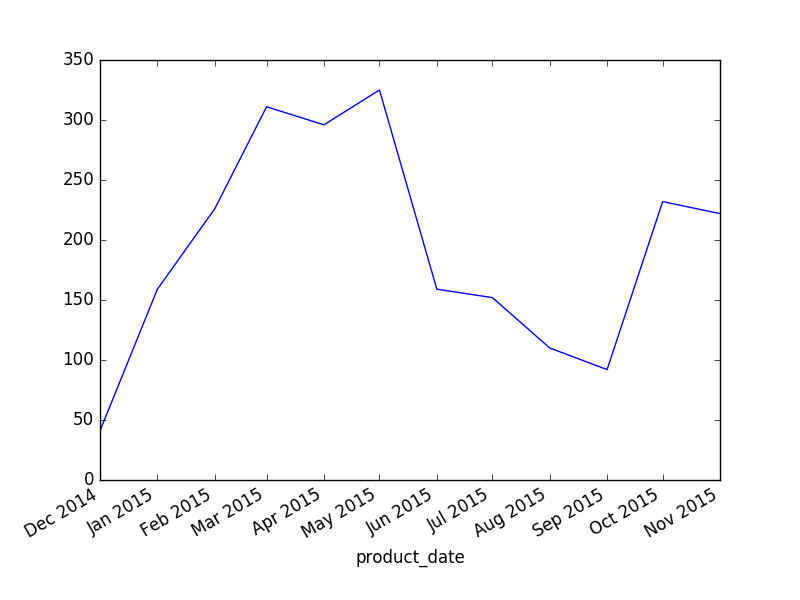 350
300
250
200
150
100
50
0
Dec 2014
Jan 2015
Feb 2015
Mar 2015
Apr 2015
May 2015
Jun 2015
Jul 2015
Aug 2015
Sep 2015
Oct 2015
Nov 2015
product_date